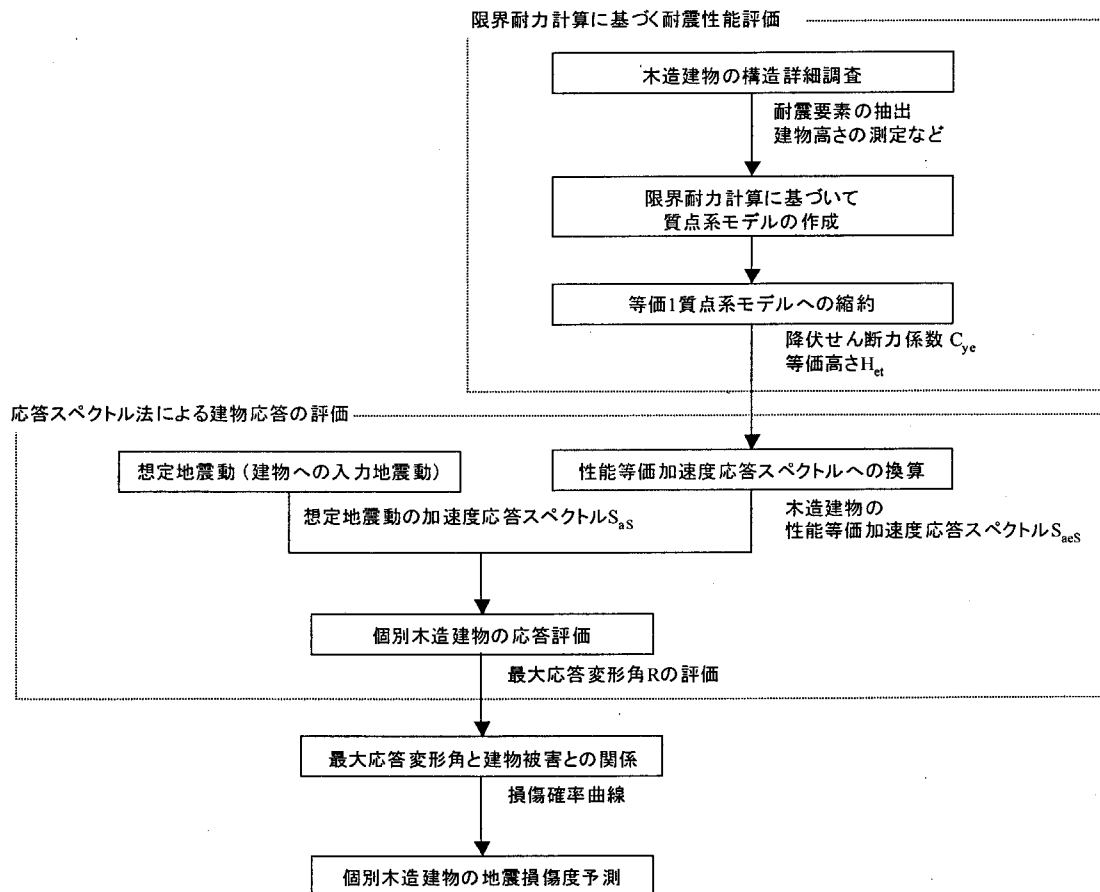 限界耐力計算に基づく耐震性能評価
木造建物の構造詳細調査
耐震要素の抽出
建物高さの測定など
限界耐力計算に基づいて
質点系モデルの作成
等価1質点系モデルへの縮約
降伏せん断力係数 Cye
等価高さHet
応答スペクトル法による建物応答の評価
想定地震動（建物への入力地震動）
性能等価加速度応答スペクトルへの換算
想定地震動の加速度応答スペクトルSaS
木造建物の
性能等価加速度応答スペクトルSaeS
個別木造建物の応答評価
最大応答変形角Rの評価
最大応答変形角と建物被害との関係
損傷確率曲線
個別木造建物の地震損傷度予測